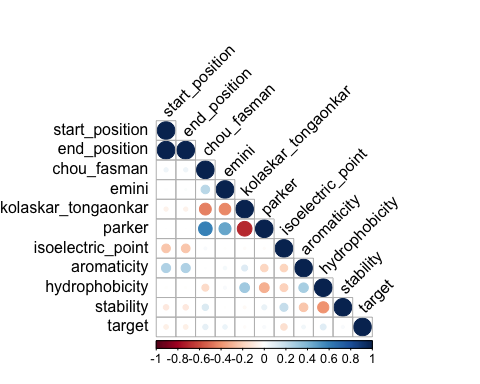 start_position
end_position
chou_fasman
emini
kolaskar_tongaonkar
parker
isoelectric_point
aromaticity
hydrophobicity
stability
target
start_position
end_position
chou_fasman
emini
kolaskar_tongaonkar
parker
isoelectric_point
aromaticity
hydrophobicity
stability
target
-1 -0.8 -0.6 -0.4 -0.2 0 0.2 0.4 0.6 0.8 1